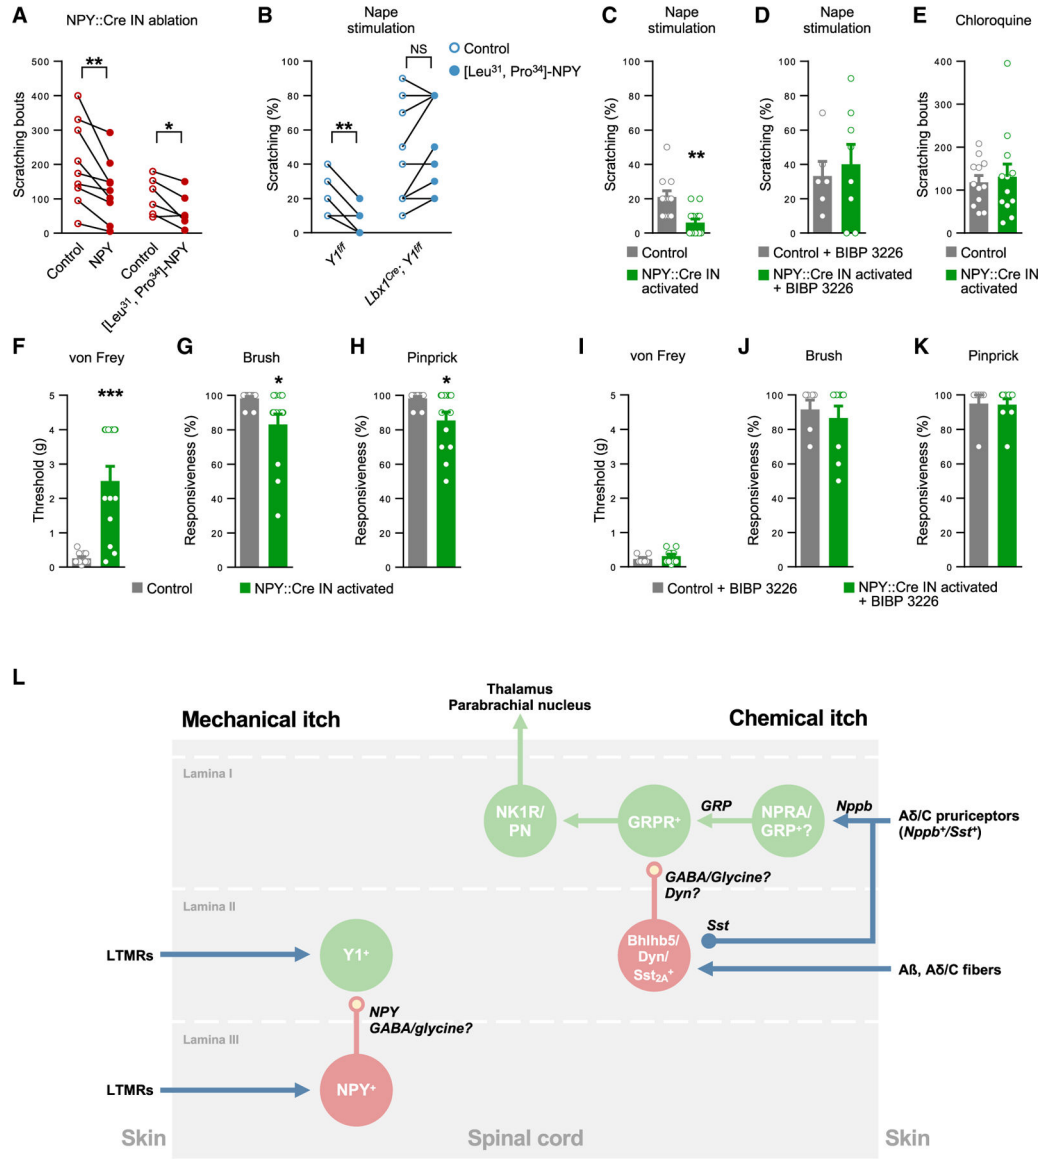 A
NPY::Cre IN ablation
Scratching bouts
500
400
300
200
100
0
**
*
Control
NPY
Control
[Leu31, Pro34]-NPY
B
Nape
stimulation
Scratching (%)
100
80
60
40
20
0
**
NS
Control
[Leu31, Pro34]-NPY
Y1f/f
Lbx1Cre; Y1f/f
C
Nape
stimulation
Scratching (%)
100
80
60
40
20
0
**
Control
NPY::Cre IN
activated
D
Nape
stimulation
Scratching (%)
100
80
60
40
20
0
Control + BIBP 3226
NPY::Cre IN activated
+ BIBP 3226
E
Chloroquine
Scratching bouts
400
300
200
100
0
Control
NPY::Cre IN
activated
F
von Frey
Threshold (g)
5
4
3
2
1
0
***
G
Brush
Responsiveness (%)
100
80
60
40
20
0
*
H
Pinprick
Responsiveness (%)
100
80
60
40
20
0
*
Control
NPY::Cre IN activated
I
von Frey
Threshold (g)
5
4
3
2
1
0
J
Brush
Responsiveness (%)
100
80
60
40
20
0
K
Pinprick
Responsiveness (%)
100
80
60
40
20
0
Control + BIBP 3226
NPY::Cre IN activated
+ BIBP 3226
L
Thalamus
Parabrachial nucleus
Mechanical itch
Chemical itch
Lamina I
NK1R/
PN
GRPR+
GRP
NPRA/
GRP+?
Nppb
Aδ/C pruriceptors
(Nppb+/Sst+)
GABA/Glycine?
Dyn?
Lamina II
LTMRs
Y1+
Bhlhb5/
Dyn/
Sst2A+
Sst
Aß, Aδ/C fibers
NPY
GABA/glycine?
Lamina III
LTMRs
NPY+
Skin
Spinal cord
Skin